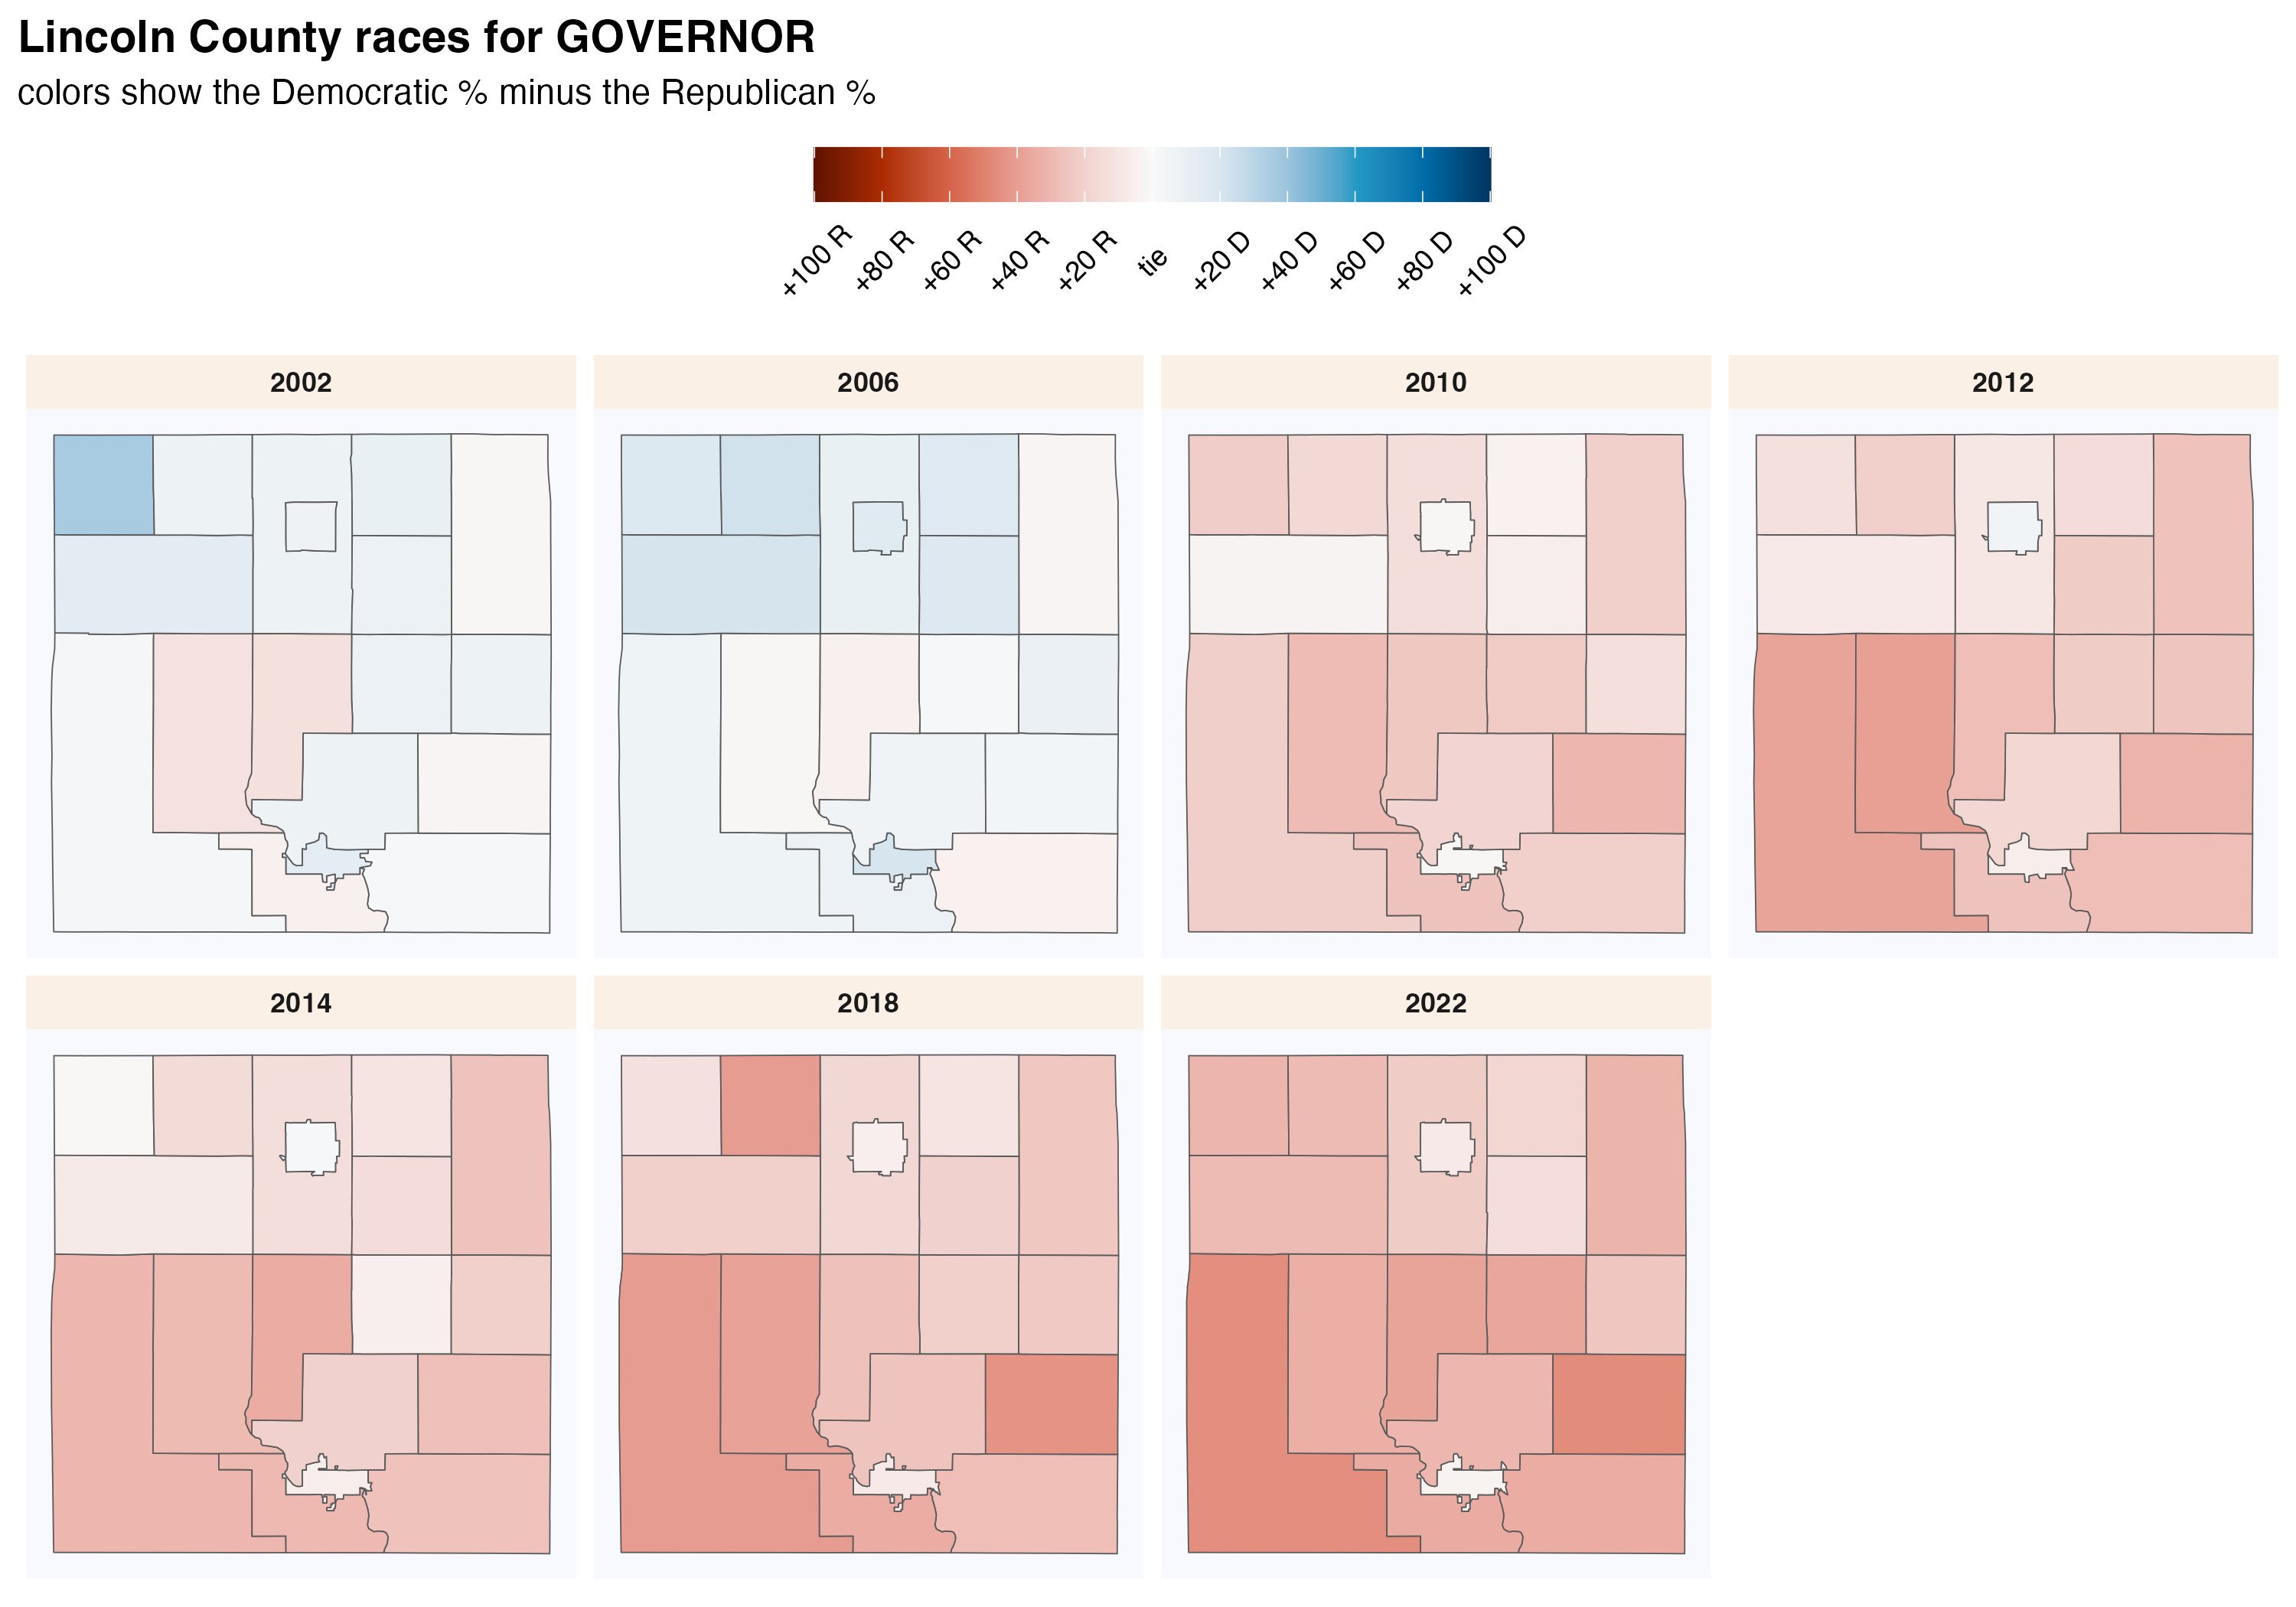 Lincoln County races for GOVERNOR
colors show the Democratic % minus the Republican %
+100 R
+80 R
+60 R
+40 R
+20 R
tie
+20 D
+40 D
+60 D
+80 D
+100 D
2002
2006
2010
2012
2014
2018
2022